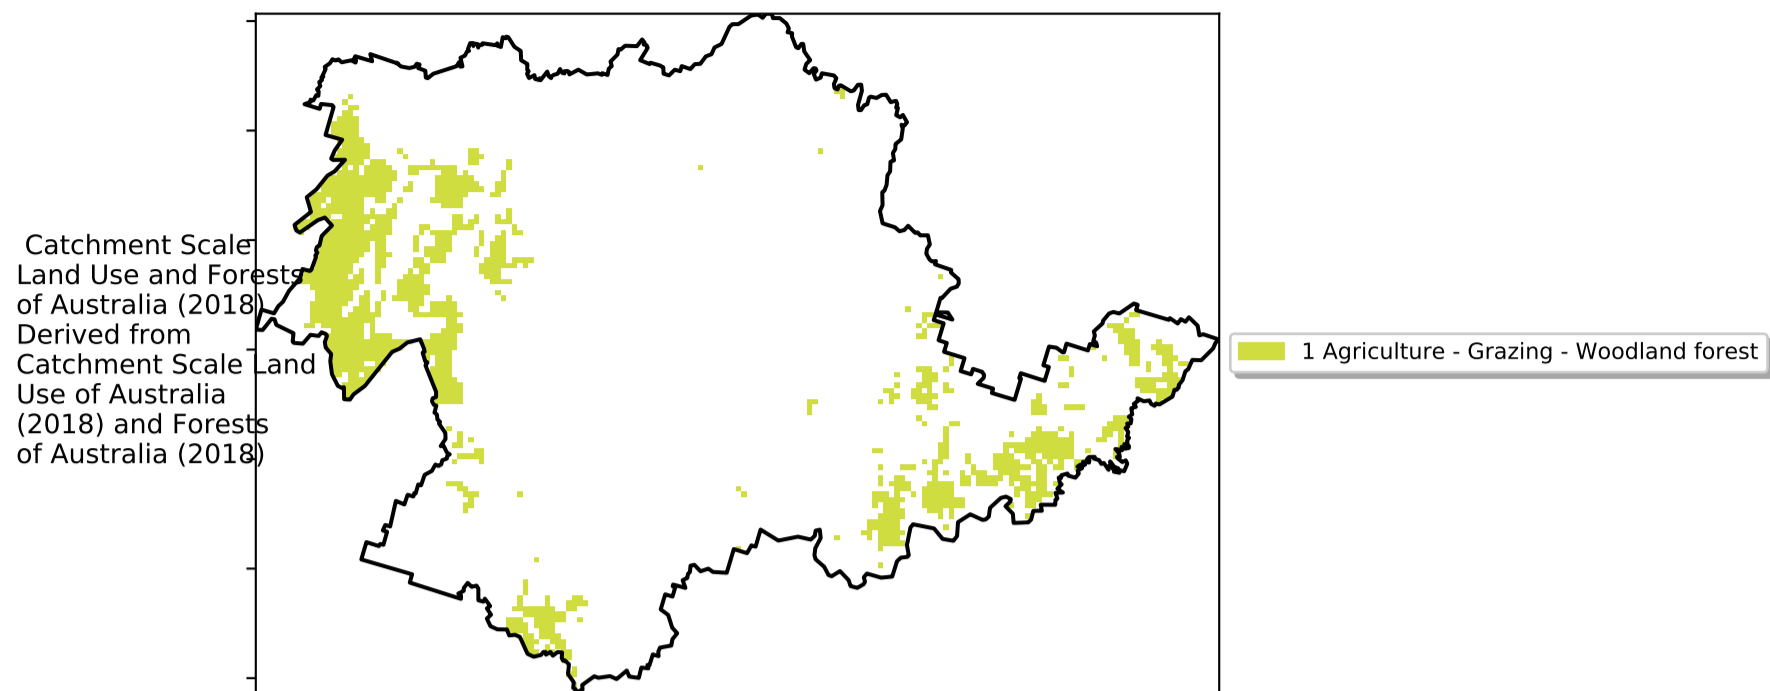 Catchment Scale
Land Use and Forests
of Australia (2018)
Derived from
Catchment Scale Land
Use of Australia
(2018) and Forests
of Australia (2018)
1 Agriculture - Grazing - Woodland forest